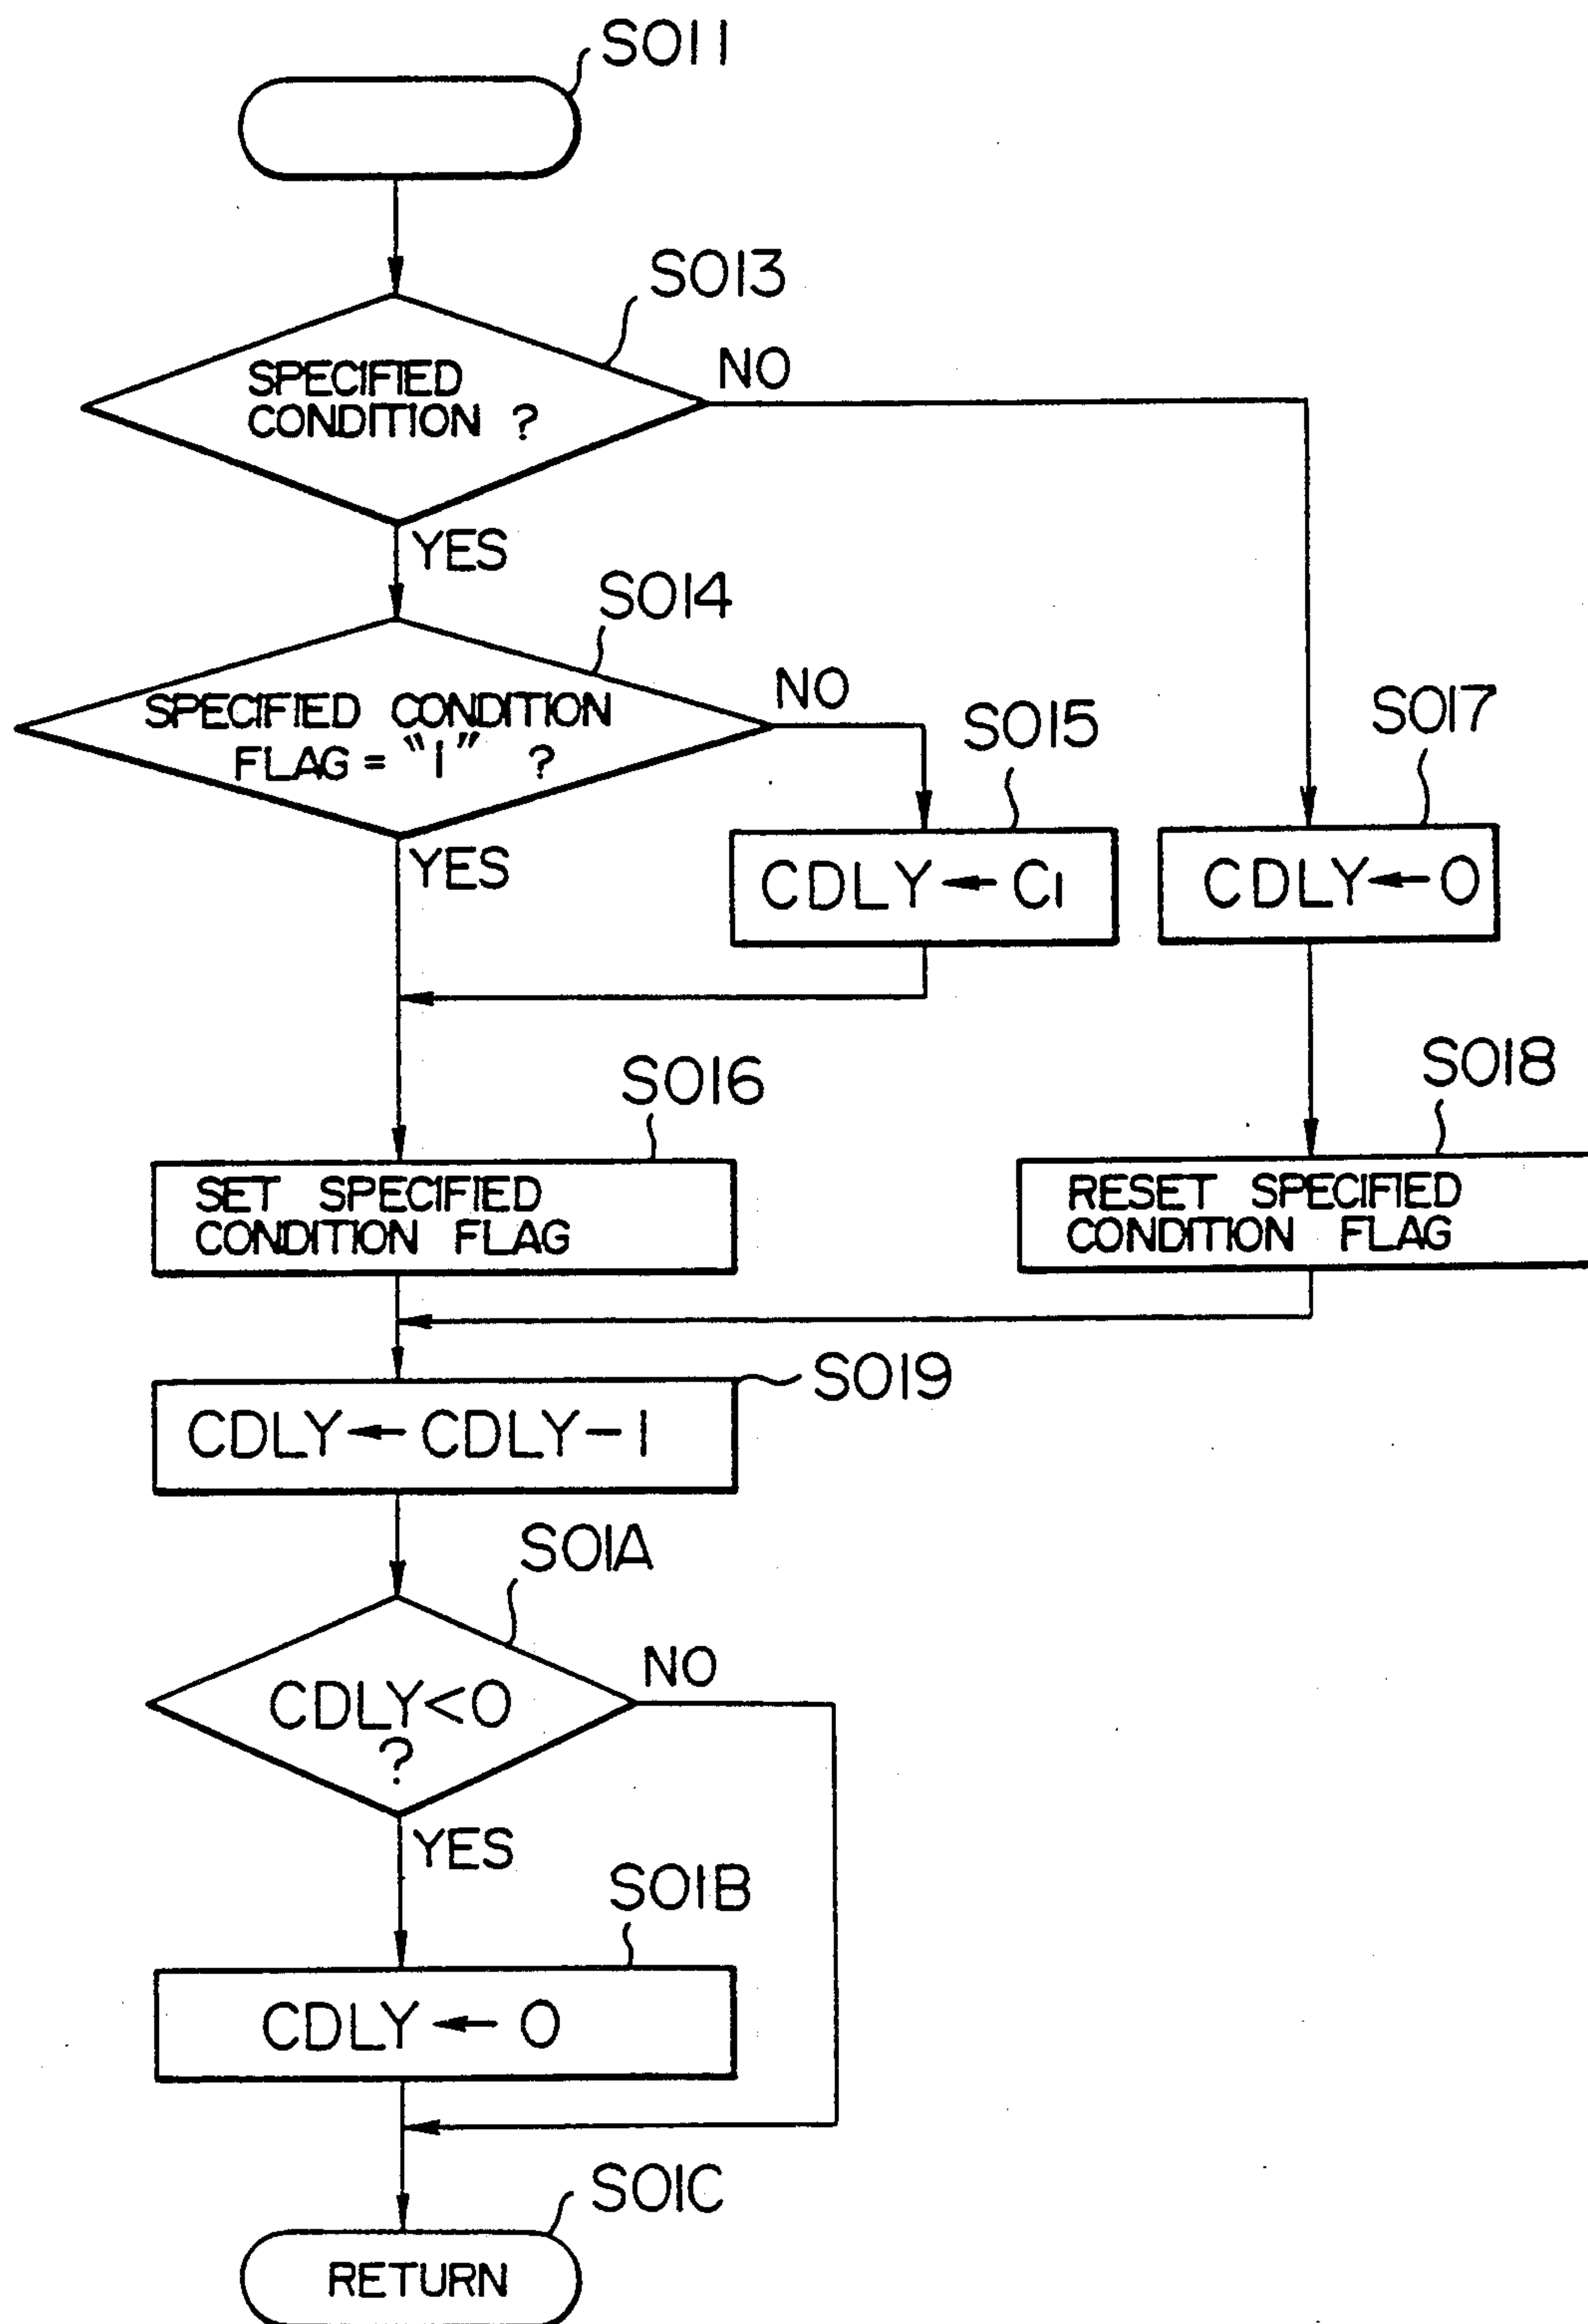 S011
S013
SPECIFIED
CONDITION ?
NO
YES
S014
SPECIFIED CONDITION
FLAG = "1" ?
NO
YES
S015
CDLY ← C1
S017
CDLY ← 0
S016
SET SPECIFIED
CONDITION FLAG
S018
RESET SPECIFIED
CONDITION FLAG
S019
CDLY ← CDLY − 1
S01A
CDLY < 0
?
NO
YES
S01B
CDLY ← 0
S01C
RETURN